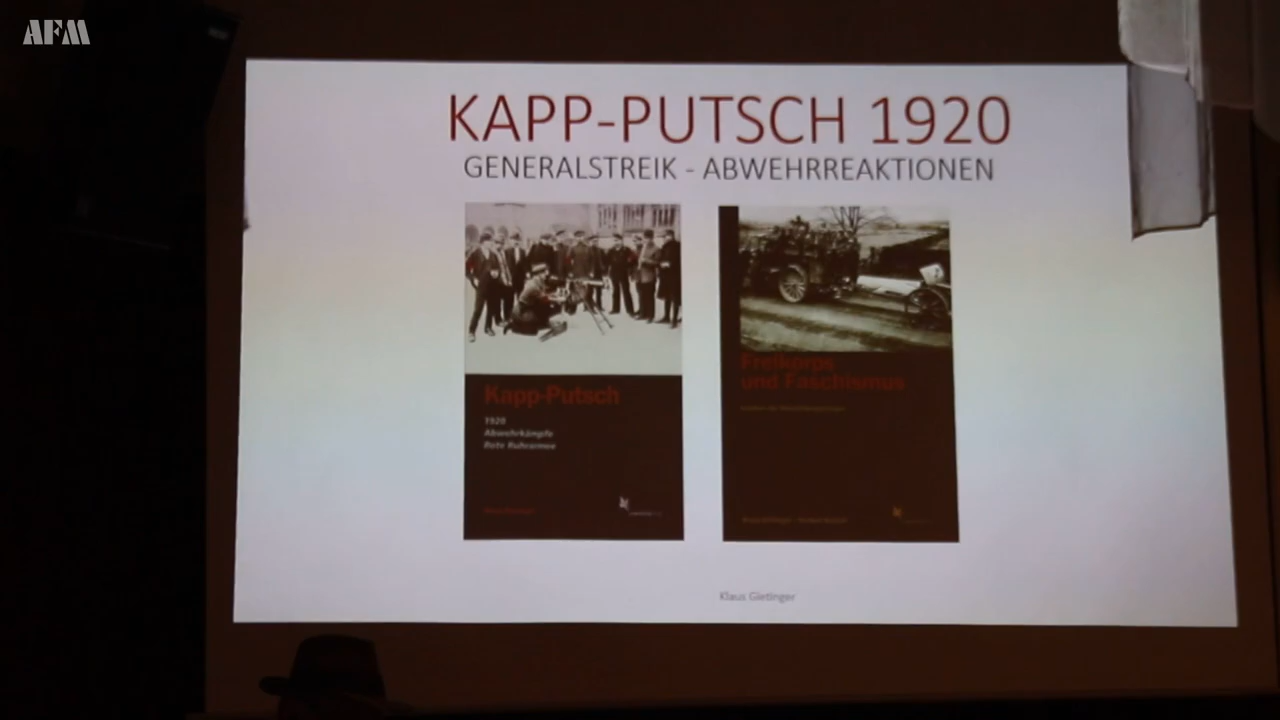 AFM
KAPP-PUTSCH 1920
GENERALSTREIK - ABWEHRREAKTIONEN
Kapp-Putsch
1920
Abwehrkämpfe
Rote Ruhrarmee
Freikorps
und Faschismus
Klaus Gietinger